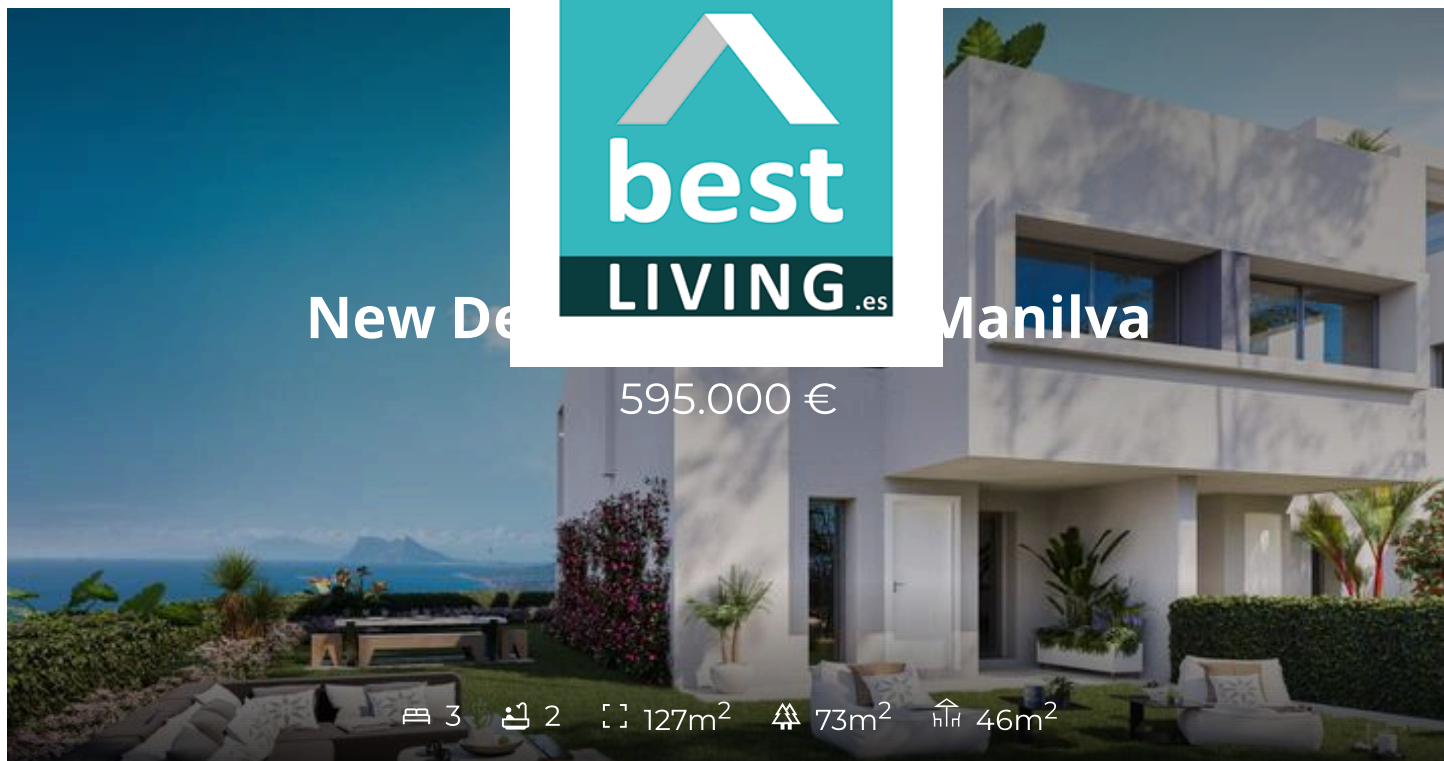 best
LIVING.es
New De Manilva
595.000 €
3 2 127m² 73m² 46m²